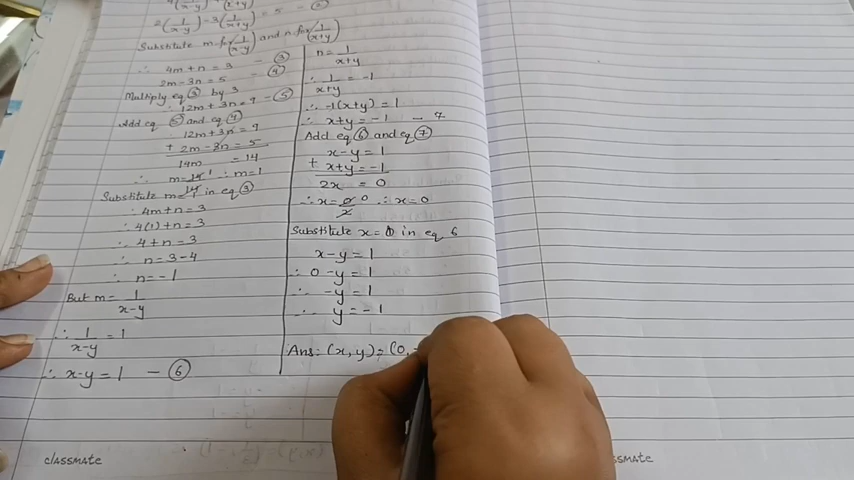 2(1/(x-y)) - 3(1/(x+y)) = 5
Substitute m for (1/(x-y)) and n for (1/(x+y))
∴ 4m + n = 3 - ③
2m - 3n = 5 - ④
Multiply eq ③ by 3
∴ 12m + 3n = 9 - ⑤
Add eq ⑤ and eq ④
12m + 3n = 9
+ 2m - 3n = 5
14m = 14
∴ m = 14/14 1 ∴ m = 1
Substitute m = 1 in eq ③
∴ 4m + n = 3
∴ 4(1) + n = 3
∴ 4 + n = 3
∴ n = 3 - 4
∴ n = -1
But m = 1/(x-y)
∴ 1/(x-y) = 1
∴ x - y = 1 - ⑥
n = 1/(x+y)
∴ 1/(x+y) = -1
∴ -1(x+y) = 1
∴ x + y = -1 - 7
Add eq ⑥ and eq ⑦
x - y = 1
+ x + y = -1
2x = 0
∴ x = 0/2 0 ∴ x = 0
Substitute x = 0 in eq 6
x - y = 1
∴ 0 - y = 1
∴ -y = 1
∴ y = -1
Ans: (x, y) = (0, -
classmate